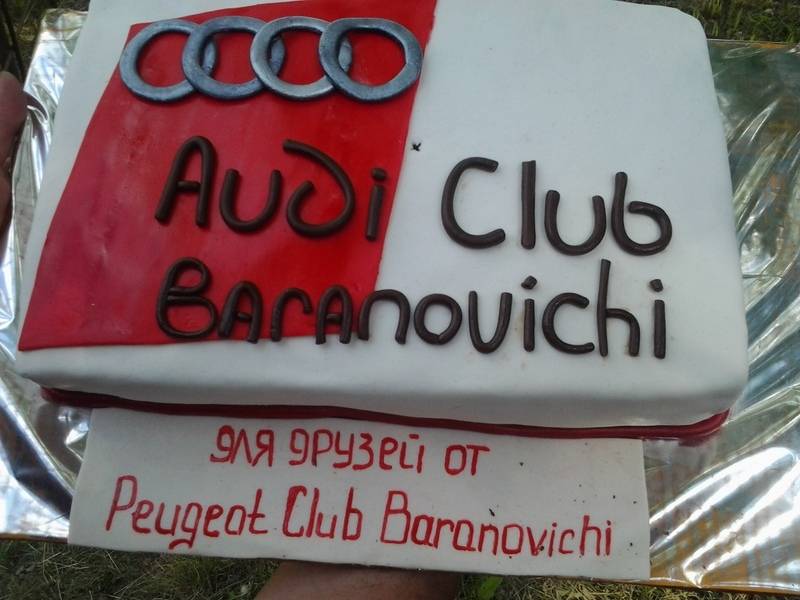 Audi Club
Baranovichi
для друзей от
Peugeot Club Baranovichi